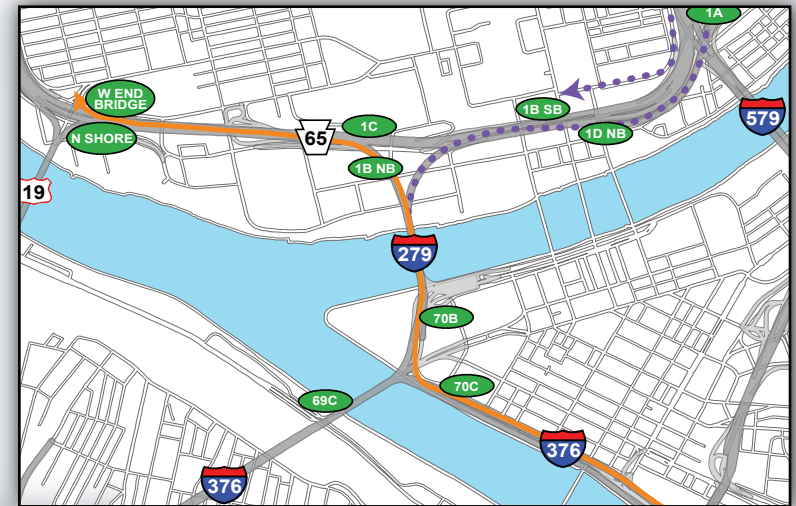 1A
W END
BRIDGE
1B SB
579
65
1C
N SHORE
1D NB
1B NB
19
279
70B
70C
69C
376
376